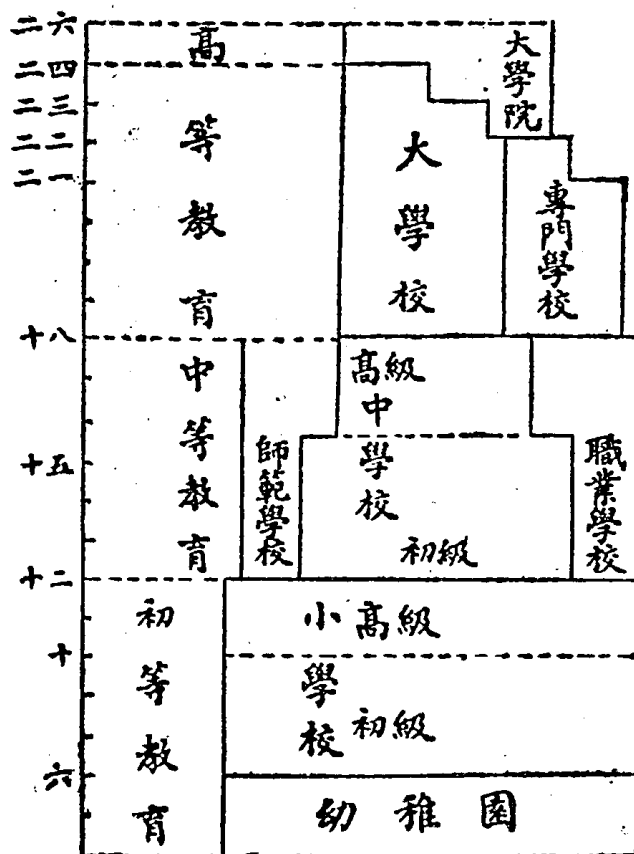 二六
二四
二三
二二
二一
十八
十五
十二
十
六
高等教育
中等教育
初等教育
大學院
大學校
專門學校
師範學校
高級
中學校
初級
職業學校
小學校
高級
初級
幼稚園